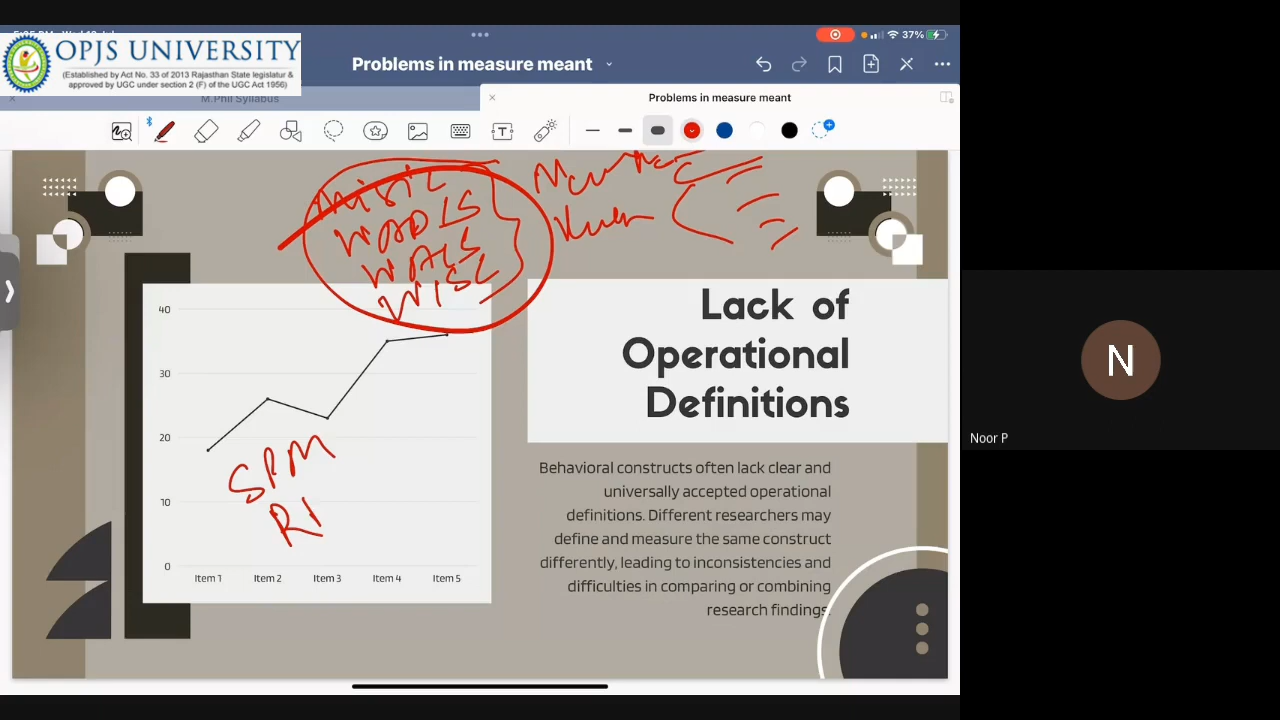 OPJS UNIVERSITY
(Established by Act No. 33 of 2013 Rajasthan State legislatur &
approved by UGC under section 2 (F) of the UGC Act 1956)
37%
Problems in measure meant
M.Phil Syllabus
Problems in measure meant
WISC
SPM
40
30
20
10
0
Item 1 Item 2 Item 3 Item 4 Item 5
Lack of
Operational
Definitions
Behavioral constructs often lack clear and
universally accepted operational
definitions. Different researchers may
define and measure the same construct
differently, leading to inconsistencies and
difficulties in comparing or combining
research findings.
N
Noor P